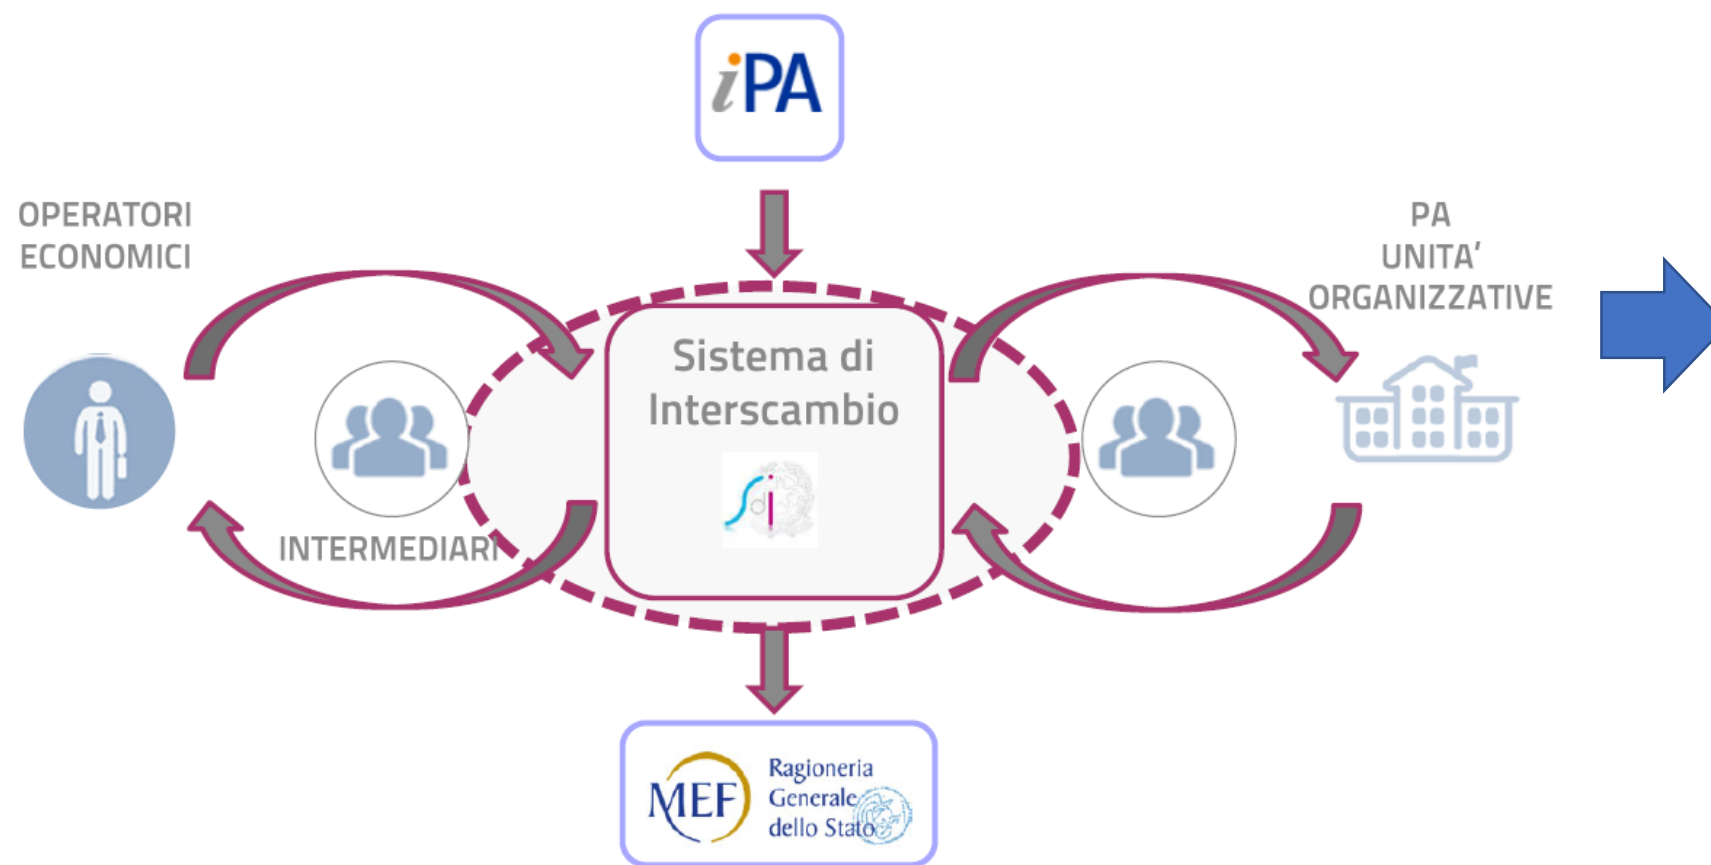 iPA
OPERATORI
ECONOMICI
PA
UNITA'
ORGANIZZATIVE
Sistema di
Interscambio
Sdi
INTERMEDIARI
MEF
Ragioneria
Generale
dello Stato